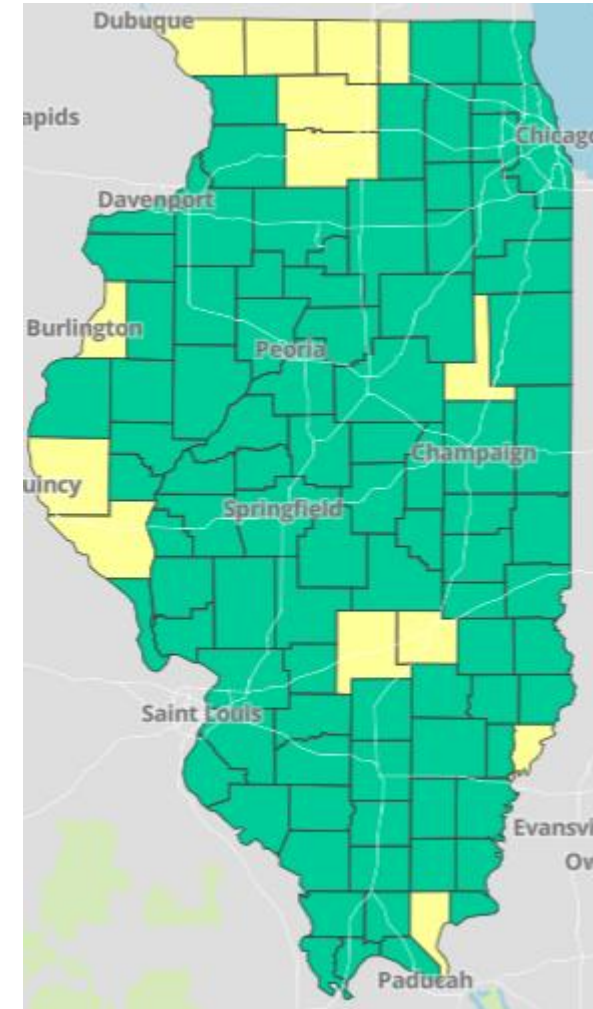 Dubuque
apids
Chicago
Davenport
Burlington
Peoria
Champaign
uincy
Springfield
Saint Louis
Evansvi
Ow
Paducah